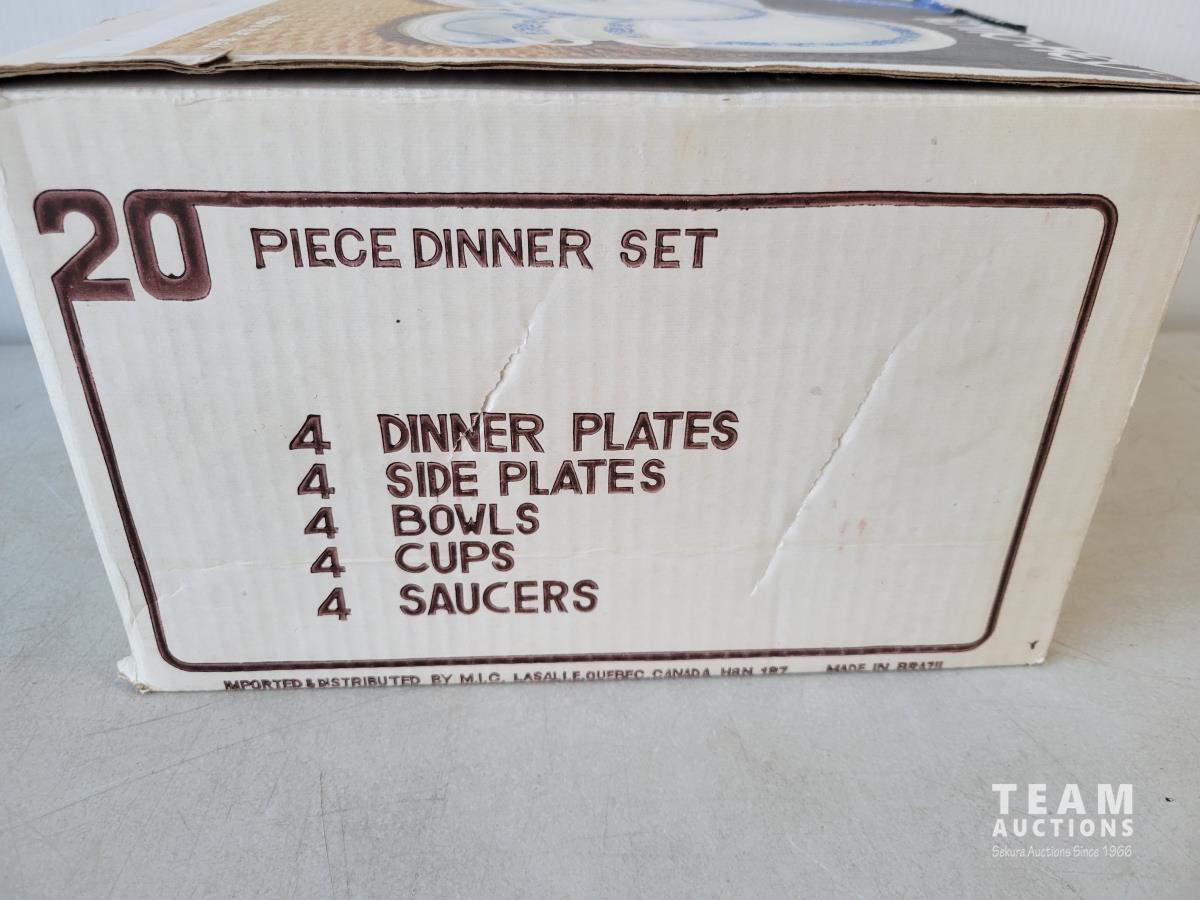 20 PIECE DINNER SET
4 DINNER PLATES
4 SIDE PLATES
4 BOWLS
4 CUPS
4 SAUCERS
IMPORTED & DISTRIBUTED BY M.I.C. LASALLE, QUEBEC, CANADA H8N 1B7 MADE IN BRAZIL
TEAM
AUCTIONS
Sekura Auctions Since 1966